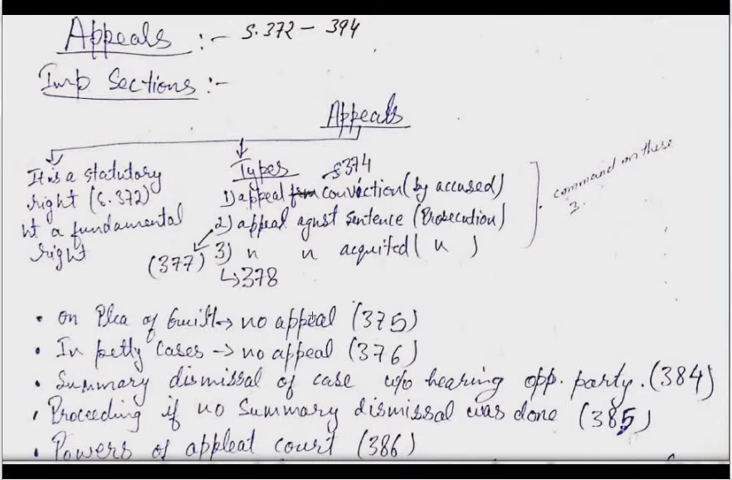 Appeals :- S.372 - 394
Imp Sections :-
Appeals
It is a statutory
right (S.372)
nt a fundamental
right
Types
S374
1) appeal from conviction (by accused)
2) appeal agnst Sentence (Prosecution)
(377)
3) n n acquited ( n )
↳378
. command on these
3.
• On Plea of Guilt → no appeal (375)
• In petty Cases → no appeal (376)
• Summary dismissal of case w/o hearing opp. party. (384)
• Proceeding if no Summary dismissal was done (385)
• Powers of appleat court (386)